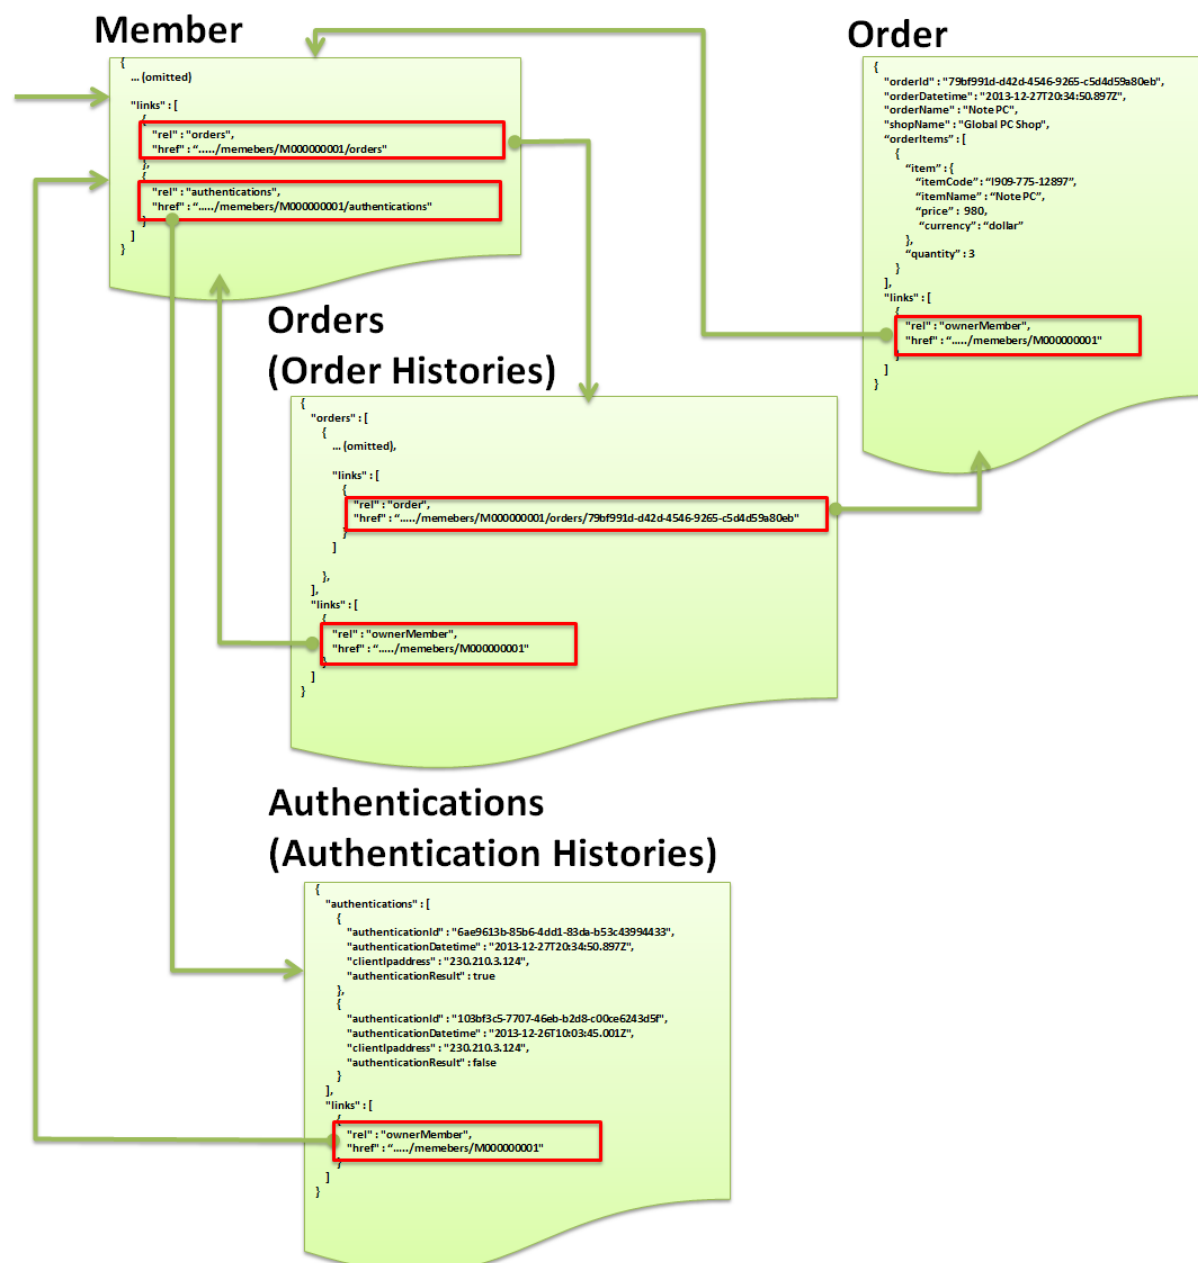 Member
{
... (omitted)
"links" : [
{
"rel" : "orders",
"href" : "...../memebers/M000000001/orders"
},
{
"rel" : "authentications",
"href" : "...../memebers/M000000001/authentications"
}
]
}
Order
{
"orderId" : "79bf991d-d42d-4546-9265-c5d4d59a80eb",
"orderDatetime" : "2013-12-27T20:34:50.897Z",
"orderName" : "Note PC",
"shopName" : "Global PC Shop",
"orderItems" : [
{
"item" : {
"itemCode" : "I909-775-12897",
"itemName" : "Note PC",
"price" : 980,
"currency" : "dollar"
},
"quantity" : 3
}
],
"links" : [
{
"rel" : "ownerMember",
"href" : "...../memebers/M000000001"
}
]
}
Orders
(Order Histories)
{
"orders" : [
{
... (omitted),
"links" : [
{
"rel" : "order",
"href" : "...../memebers/M000000001/orders/79bf991d-d42d-4546-9265-c5d4d59a80eb"
}
]
},
],
"links" : [
{
"rel" : "ownerMember",
"href" : "...../memebers/M000000001"
}
]
}
Authentications
(Authentication Histories)
{
"authentications" : [
{
"authenticationId" : "6ae9613b-85b6-4dd1-83da-b53c43994433",
"authenticationDatetime" : "2013-12-27T20:34:50.897Z",
"clientIpaddress" : "230.210.3.124",
"authenticationResult" : true
},
{
"authenticationId" : "103bf3c5-7707-46eb-b2d8-c00ce6243d5f",
"authenticationDatetime" : "2013-12-26T10:03:45.001Z",
"clientIpaddress" : "230.210.3.124",
"authenticationResult" : false
}
],
"links" : [
{
"rel" : "ownerMember",
"href" : "...../memebers/M000000001"
}
]
}